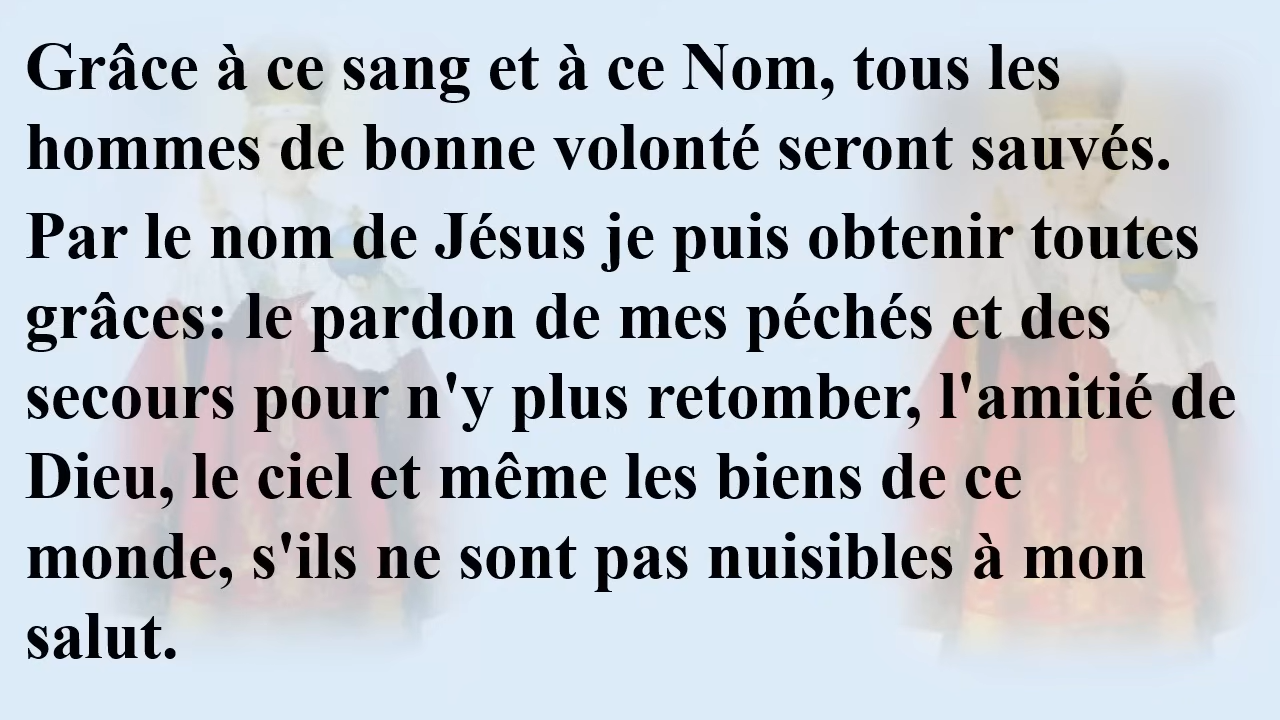 Grâce à ce sang et à ce Nom, tous les
hommes de bonne volonté seront sauvés.
Par le nom de Jésus je puis obtenir toutes
grâces: le pardon de mes péchés et des
secours pour n'y plus retomber, l'amitié de
Dieu, le ciel et même les biens de ce
monde, s'ils ne sont pas nuisibles à mon
salut.